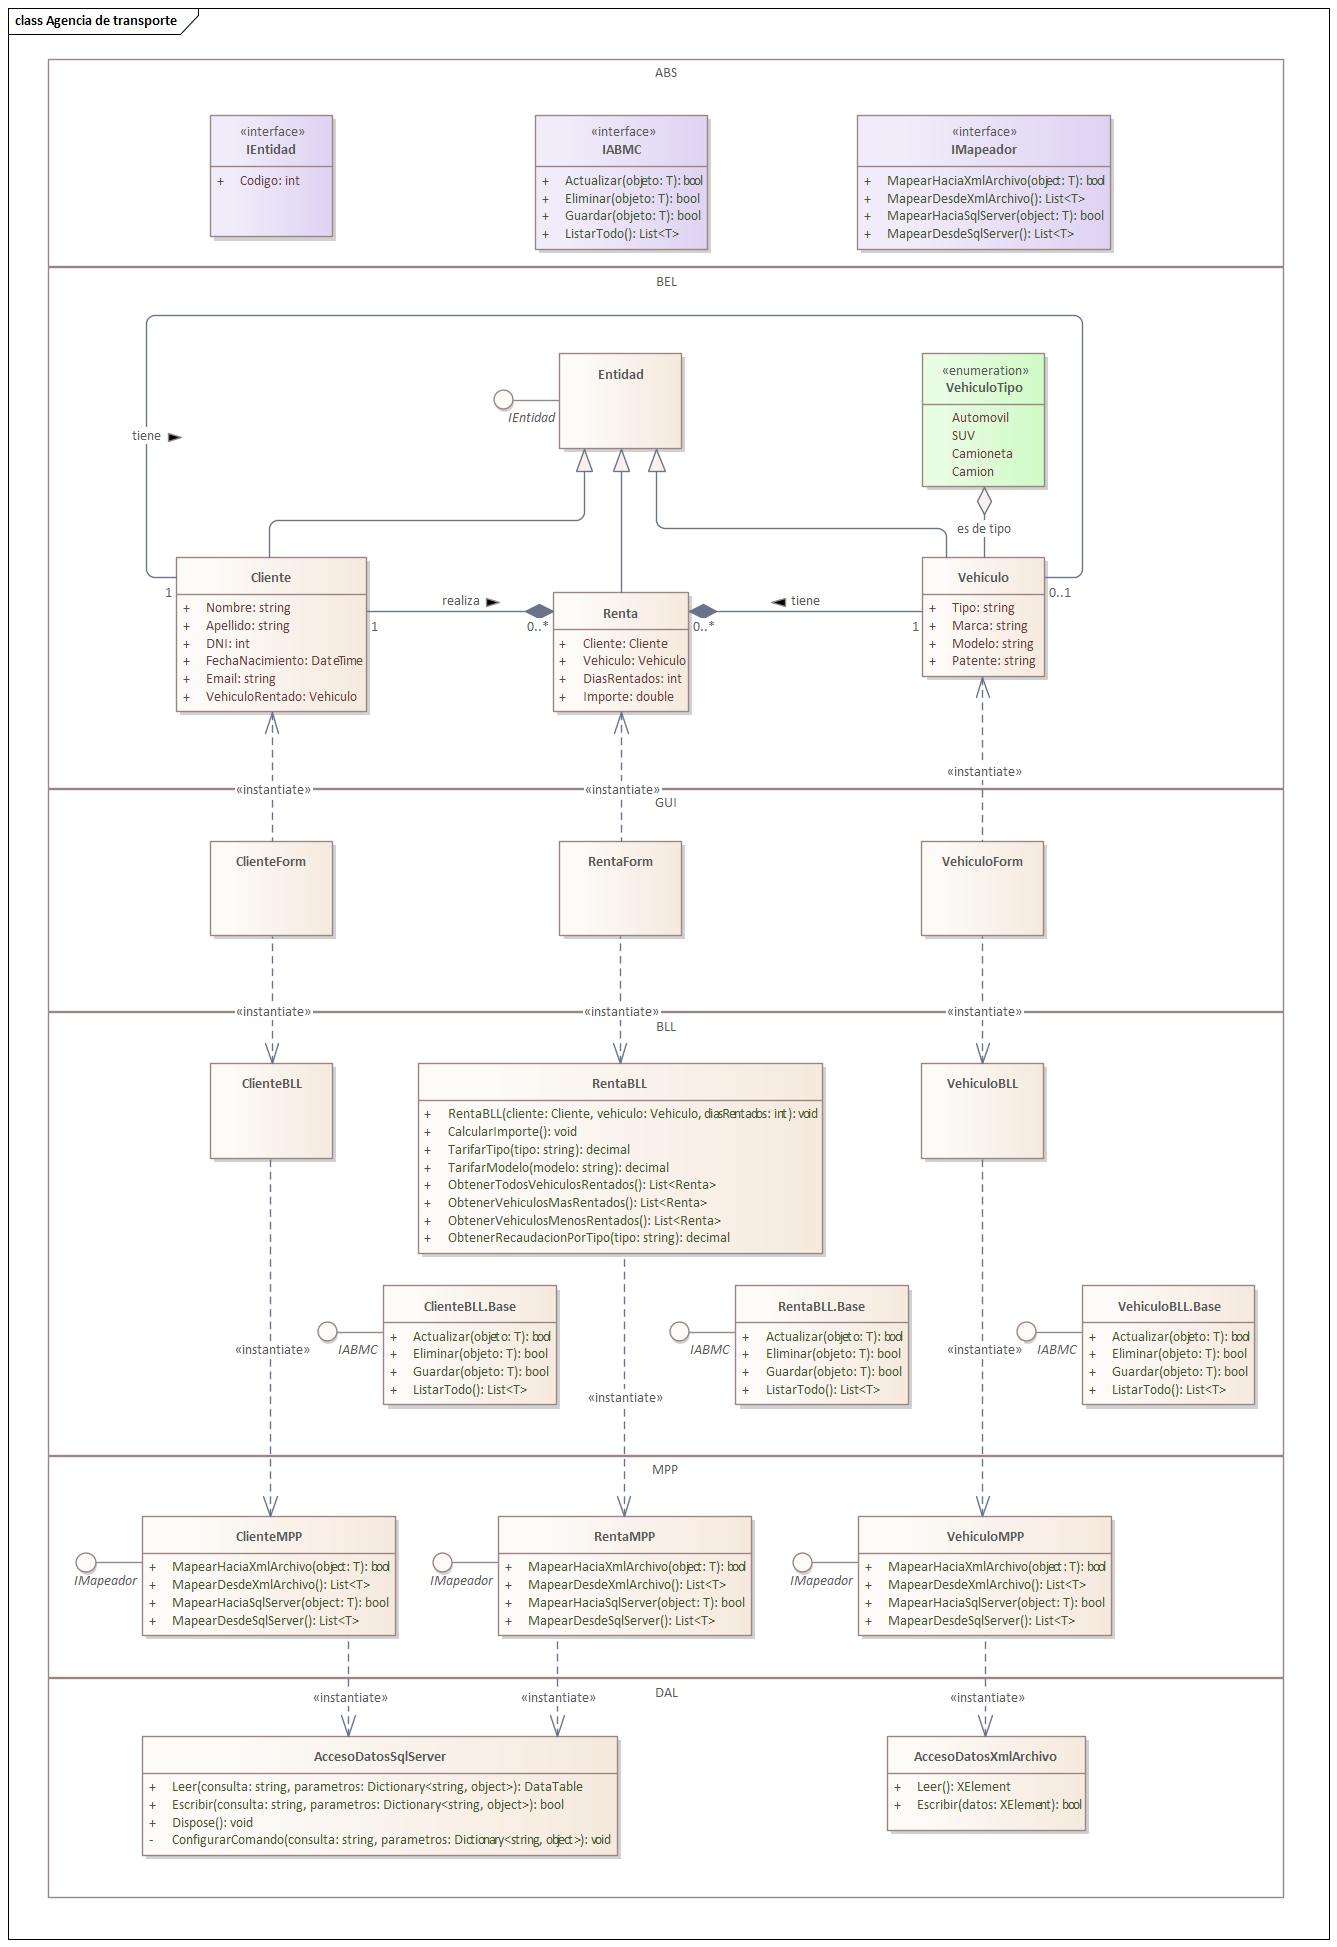 class Agencia de transporte
ABS
«interface»
IEntidad
+ Codigo: int
«interface»
IABMC
+ Actualizar(objeto: T): bool
+ Eliminar(objeto: T): bool
+ Guardar(objeto: T): bool
+ ListarTodo(): List<T>
«interface»
IMapeador
+ MapearHaciaXmlArchivo(object: T): bool
+ MapearDesdeXmlArchivo(): List<T>
+ MapearHaciaSqlServer(object: T): bool
+ MapearDesdeSqlServer(): List<T>
BEL
Entidad
IEntidad
«enumeration»
VehiculoTipo
Automovil
SUV
Camioneta
Camion
tiene
es de tipo
Cliente
+ Nombre: string
+ Apellido: string
+ DNI: int
+ FechaNacimiento: DateTime
+ Email: string
+ VehiculoRentado: Vehiculo
1
realiza
1
0..*
Renta
+ Cliente: Cliente
+ Vehiculo: Vehiculo
+ DiasRentados: int
+ Importe: double
tiene
0..*
1
Vehiculo
+ Tipo: string
+ Marca: string
+ Modelo: string
+ Patente: string
0..1
«instantiate»
«instantiate»
«instantiate»
GUI
ClienteForm
RentaForm
VehiculoForm
«instantiate»
«instantiate»
«instantiate»
BLL
ClienteBLL
RentaBLL
+ RentaBLL(cliente: Cliente, vehiculo: Vehiculo, diasRentados: int): void
+ CalcularImporte(): void
+ TarifarTipo(tipo: string): decimal
+ TarifarModelo(modelo: string): decimal
+ ObtenerTodosVehiculosRentados(): List<Renta>
+ ObtenerVehiculosMasRentados(): List<Renta>
+ ObtenerVehiculosMenosRentados(): List<Renta>
+ ObtenerRecaudacionPorTipo(tipo: string): decimal
VehiculoBLL
ClienteBLL.Base
+ Actualizar(objeto: T): bool
+ Eliminar(objeto: T): bool
+ Guardar(objeto: T): bool
+ ListarTodo(): List<T>
IABMC
RentaBLL.Base
+ Actualizar(objeto: T): bool
+ Eliminar(objeto: T): bool
+ Guardar(objeto: T): bool
+ ListarTodo(): List<T>
IABMC
VehiculoBLL.Base
+ Actualizar(objeto: T): bool
+ Eliminar(objeto: T): bool
+ Guardar(objeto: T): bool
+ ListarTodo(): List<T>
IABMC
«instantiate»
«instantiate»
«instantiate»
MPP
ClienteMPP
+ MapearHaciaXmlArchivo(object: T): bool
+ MapearDesdeXmlArchivo(): List<T>
+ MapearHaciaSqlServer(object: T): bool
+ MapearDesdeSqlServer(): List<T>
IMapeador
RentaMPP
+ MapearHaciaXmlArchivo(object: T): bool
+ MapearDesdeXmlArchivo(): List<T>
+ MapearHaciaSqlServer(object: T): bool
+ MapearDesdeSqlServer(): List<T>
IMapeador
VehiculoMPP
+ MapearHaciaXmlArchivo(object: T): bool
+ MapearDesdeXmlArchivo(): List<T>
+ MapearHaciaSqlServer(object: T): bool
+ MapearDesdeSqlServer(): List<T>
IMapeador
DAL
«instantiate»
«instantiate»
«instantiate»
AccesoDatosSqlServer
+ Leer(consulta: string, parametros: Dictionary<string, object>): DataTable
+ Escribir(consulta: string, parametros: Dictionary<string, object>): bool
+ Dispose(): void
- ConfigurarComando(consulta: string, parametros: Dictionary<string, object>): void
AccesoDatosXmlArchivo
+ Leer(): XElement
+ Escribir(datos: XElement): bool